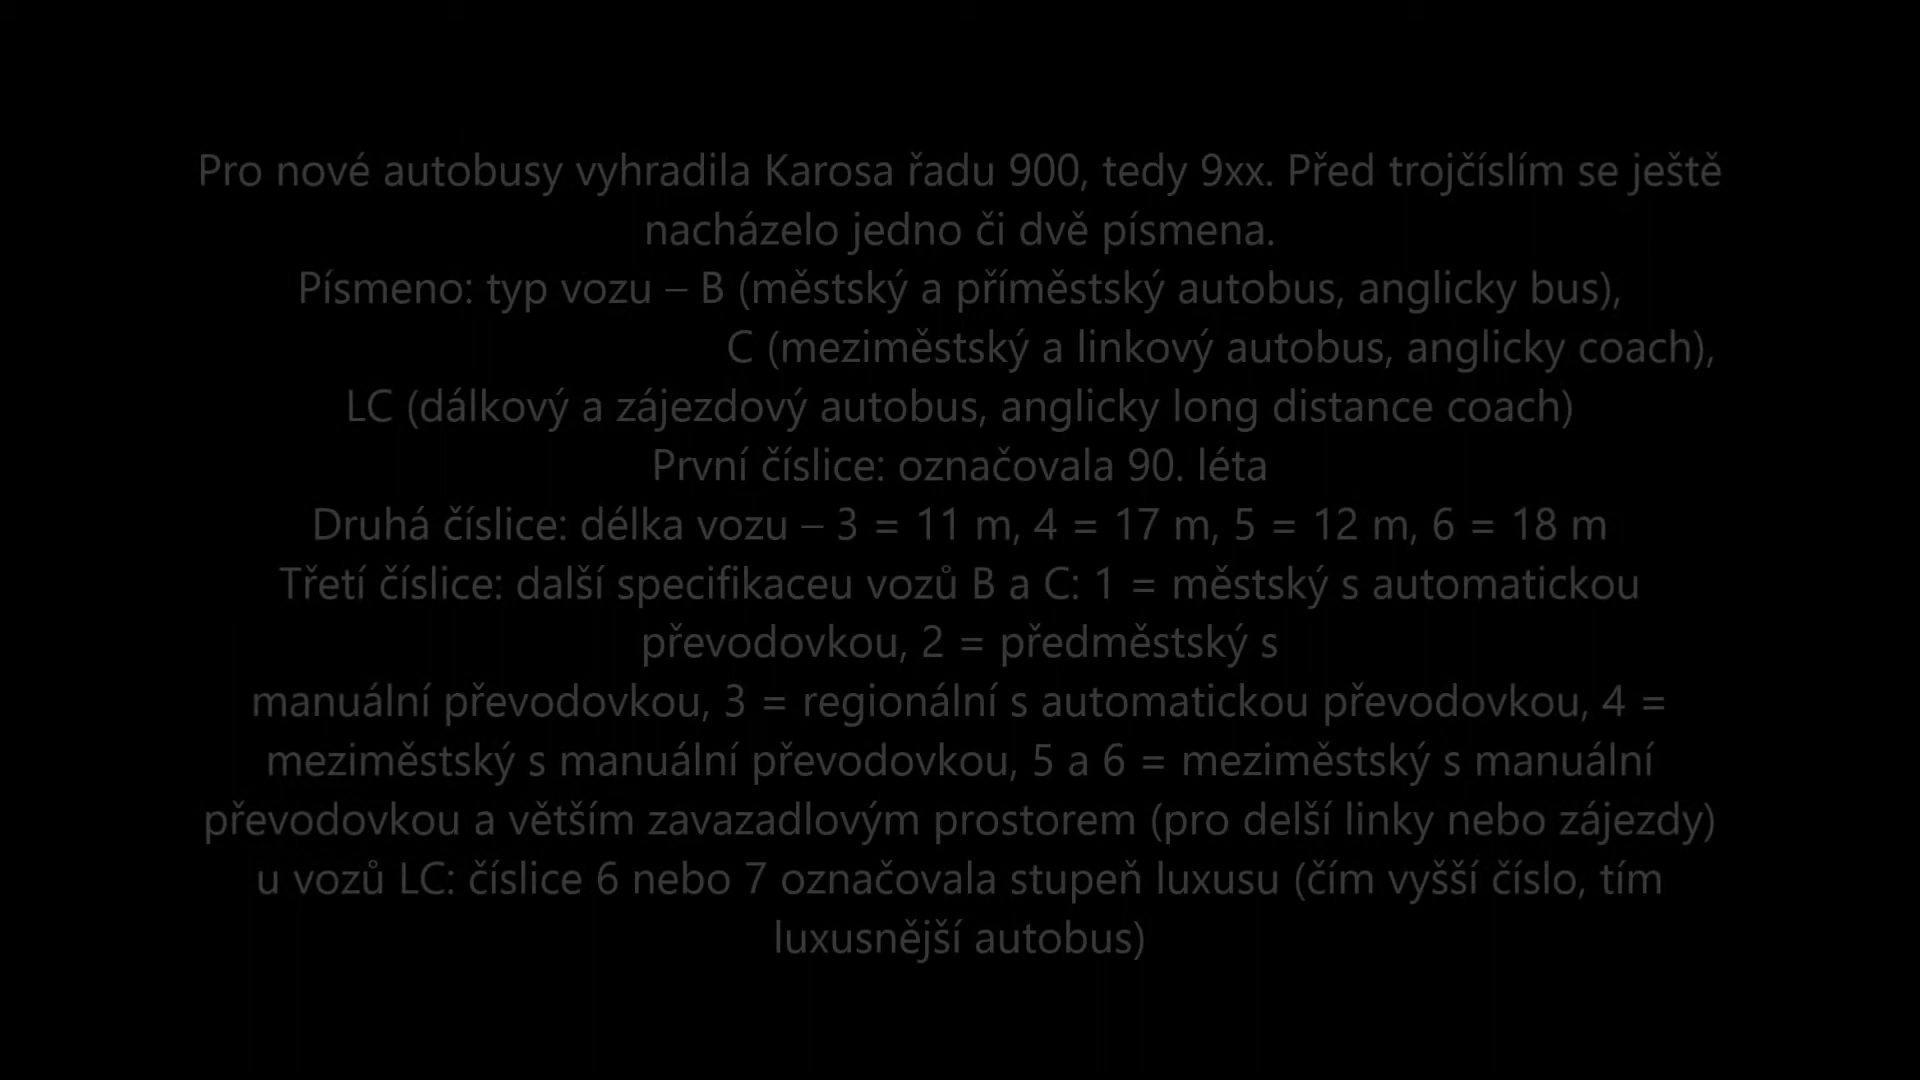 Pro nové autobusy vyhradila Karosa řadu 900, tedy 9xx. Před trojčíslím se ještě
nacházelo jedno či dvě písmena.
Písmeno: typ vozu – B (městský a příměstský autobus, anglicky bus),
C (meziměstský a linkový autobus, anglicky coach),
LC (dálkový a zájezdový autobus, anglicky long distance coach)
První číslice: označovala 90. léta
Druhá číslice: délka vozu – 3 = 11 m, 4 = 17 m, 5 = 12 m, 6 = 18 m
Třetí číslice: další specifikaceu vozů B a C: 1 = městský s automatickou
převodovkou, 2 = předměstský s
manuální převodovkou, 3 = regionální s automatickou převodovkou, 4 =
meziměstský s manuální převodovkou, 5 a 6 = meziměstský s manuální
převodovkou a větším zavazadlovým prostorem (pro delší linky nebo zájezdy)
u vozů LC: číslice 6 nebo 7 označovala stupeň luxusu (čím vyšší číslo, tím
luxusnější autobus)